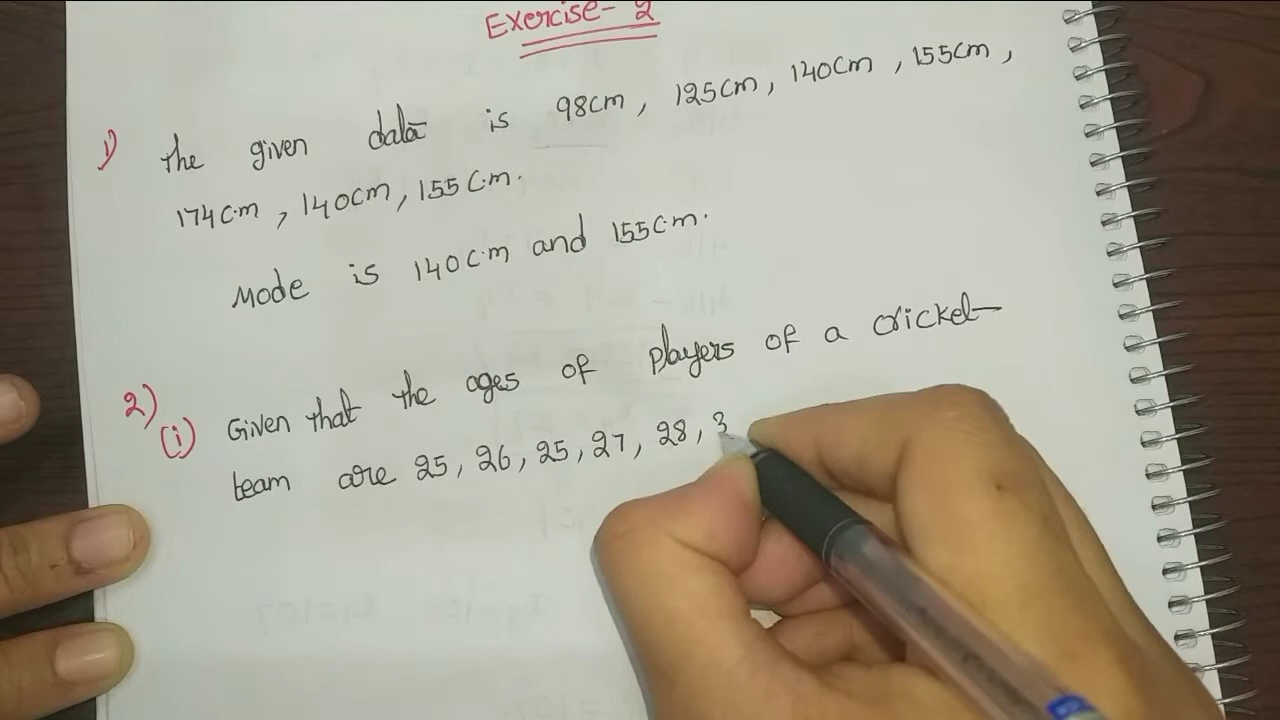 Exercise- 2
1) The given data is 98cm, 125cm, 140cm, 155cm,
174cm, 140cm, 155cm.
Mode is 140cm and 155cm.
2) (i) Given that the ages of players of a cricket
team are 25, 26, 25, 27, 28, 3